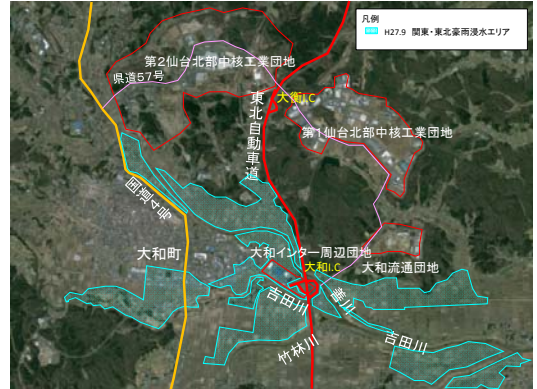 凡例
H27.9 関東・東北豪雨浸水エリア
第2仙台北部中核工業団地
県道57号
大衡I.C
東北自動車道
第1仙台北部中核工業団地
国道4号
大和町
大和インター周辺団地
大和I.C
大和流通団地
吉田川
善川
竹林川
吉田川